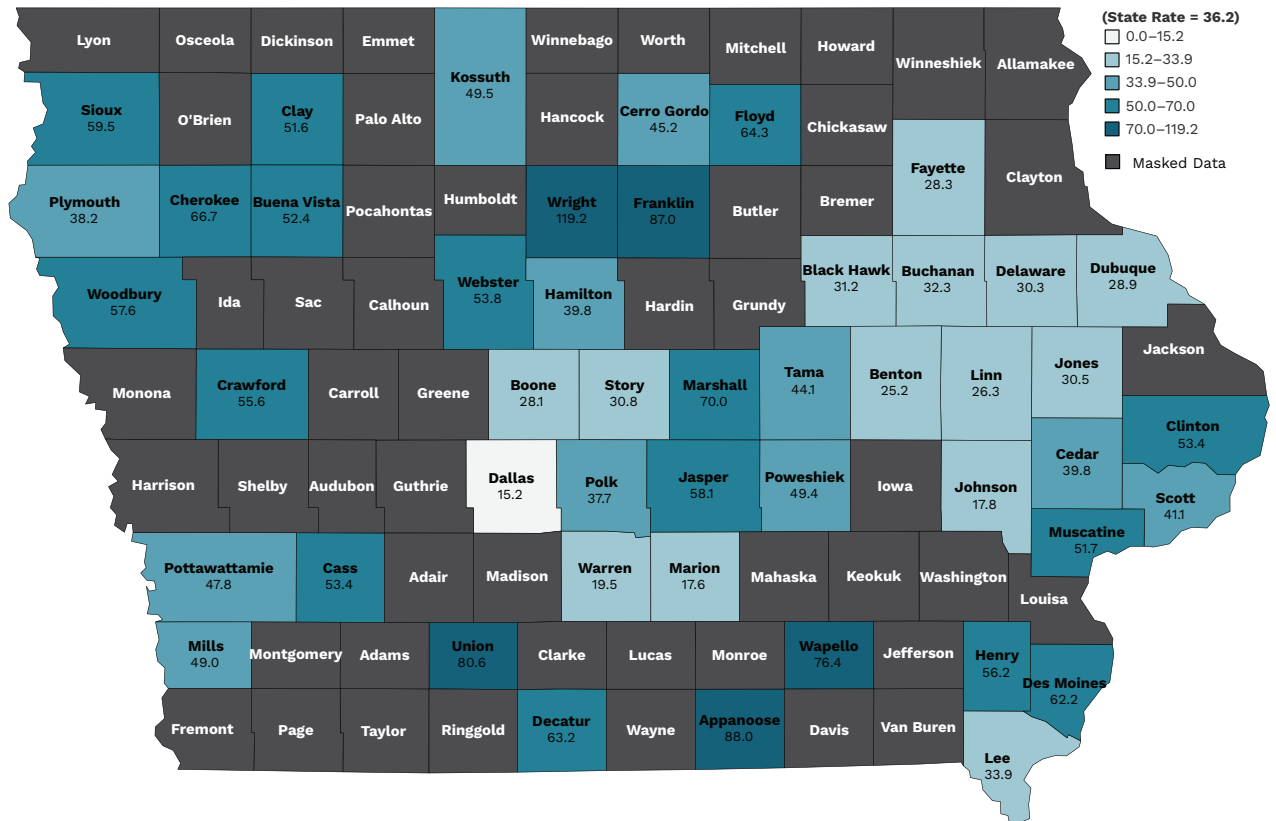 (State Rate = 36.2)
0.0–15.2
15.2–33.9
33.9–50.0
50.0–70.0
70.0–119.2
Masked Data
Lyon
Osceola
Dickinson
Emmet
Kossuth
49.5
Winnebago
Worth
Mitchell
Howard
Winneshiek
Allamakee
Sioux
59.5
O'Brien
Clay
51.6
Palo Alto
Hancock
Cerro Gordo
45.2
Floyd
64.3
Chickasaw
Fayette
28.3
Clayton
Plymouth
38.2
Cherokee
66.7
Buena Vista
52.4
Pocahontas
Humboldt
Wright
119.2
Franklin
87.0
Butler
Bremer
Woodbury
57.6
Ida
Sac
Calhoun
Webster
53.8
Hamilton
39.8
Hardin
Grundy
Black Hawk
31.2
Buchanan
32.3
Delaware
30.3
Dubuque
28.9
Jackson
Monona
Crawford
55.6
Carroll
Greene
Boone
28.1
Story
30.8
Marshall
70.0
Tama
44.1
Benton
25.2
Linn
26.3
Jones
30.5
Clinton
53.4
Harrison
Shelby
Audubon
Guthrie
Dallas
15.2
Polk
37.7
Jasper
58.1
Poweshiek
49.4
Iowa
Johnson
17.8
Cedar
39.8
Scott
41.1
Muscatine
51.7
Pottawattamie
47.8
Cass
53.4
Adair
Madison
Warren
19.5
Marion
17.6
Mahaska
Keokuk
Washington
Louisa
Mills
49.0
Montgomery
Adams
Union
80.6
Clarke
Lucas
Monroe
Wapello
76.4
Jefferson
Henry
56.2
Des Moines
62.2
Fremont
Page
Taylor
Ringgold
Decatur
63.2
Wayne
Appanoose
88.0
Davis
Van Buren
Lee
33.9